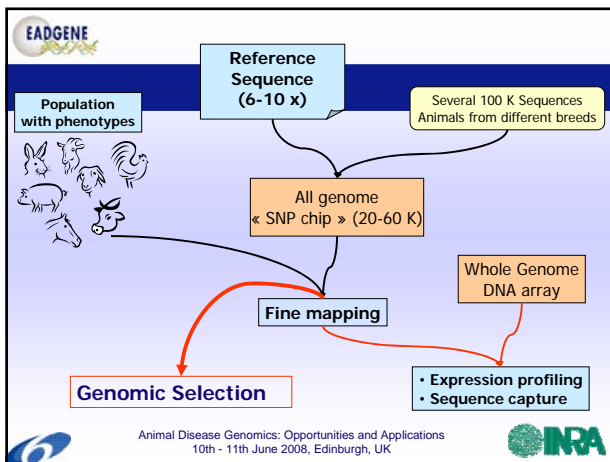 EADGENE
Reference
Sequence
(6-10 x)
Population
with phenotypes
Several 100 K Sequences
Animals from different breeds
All genome
« SNP chip » (20-60 K)
Whole Genome
DNA array
Fine mapping
Genomic Selection
• Expression profiling
• Sequence capture
Animal Disease Genomics: Opportunities and Applications
10th - 11th June 2008, Edinburgh, UK
6
INRA